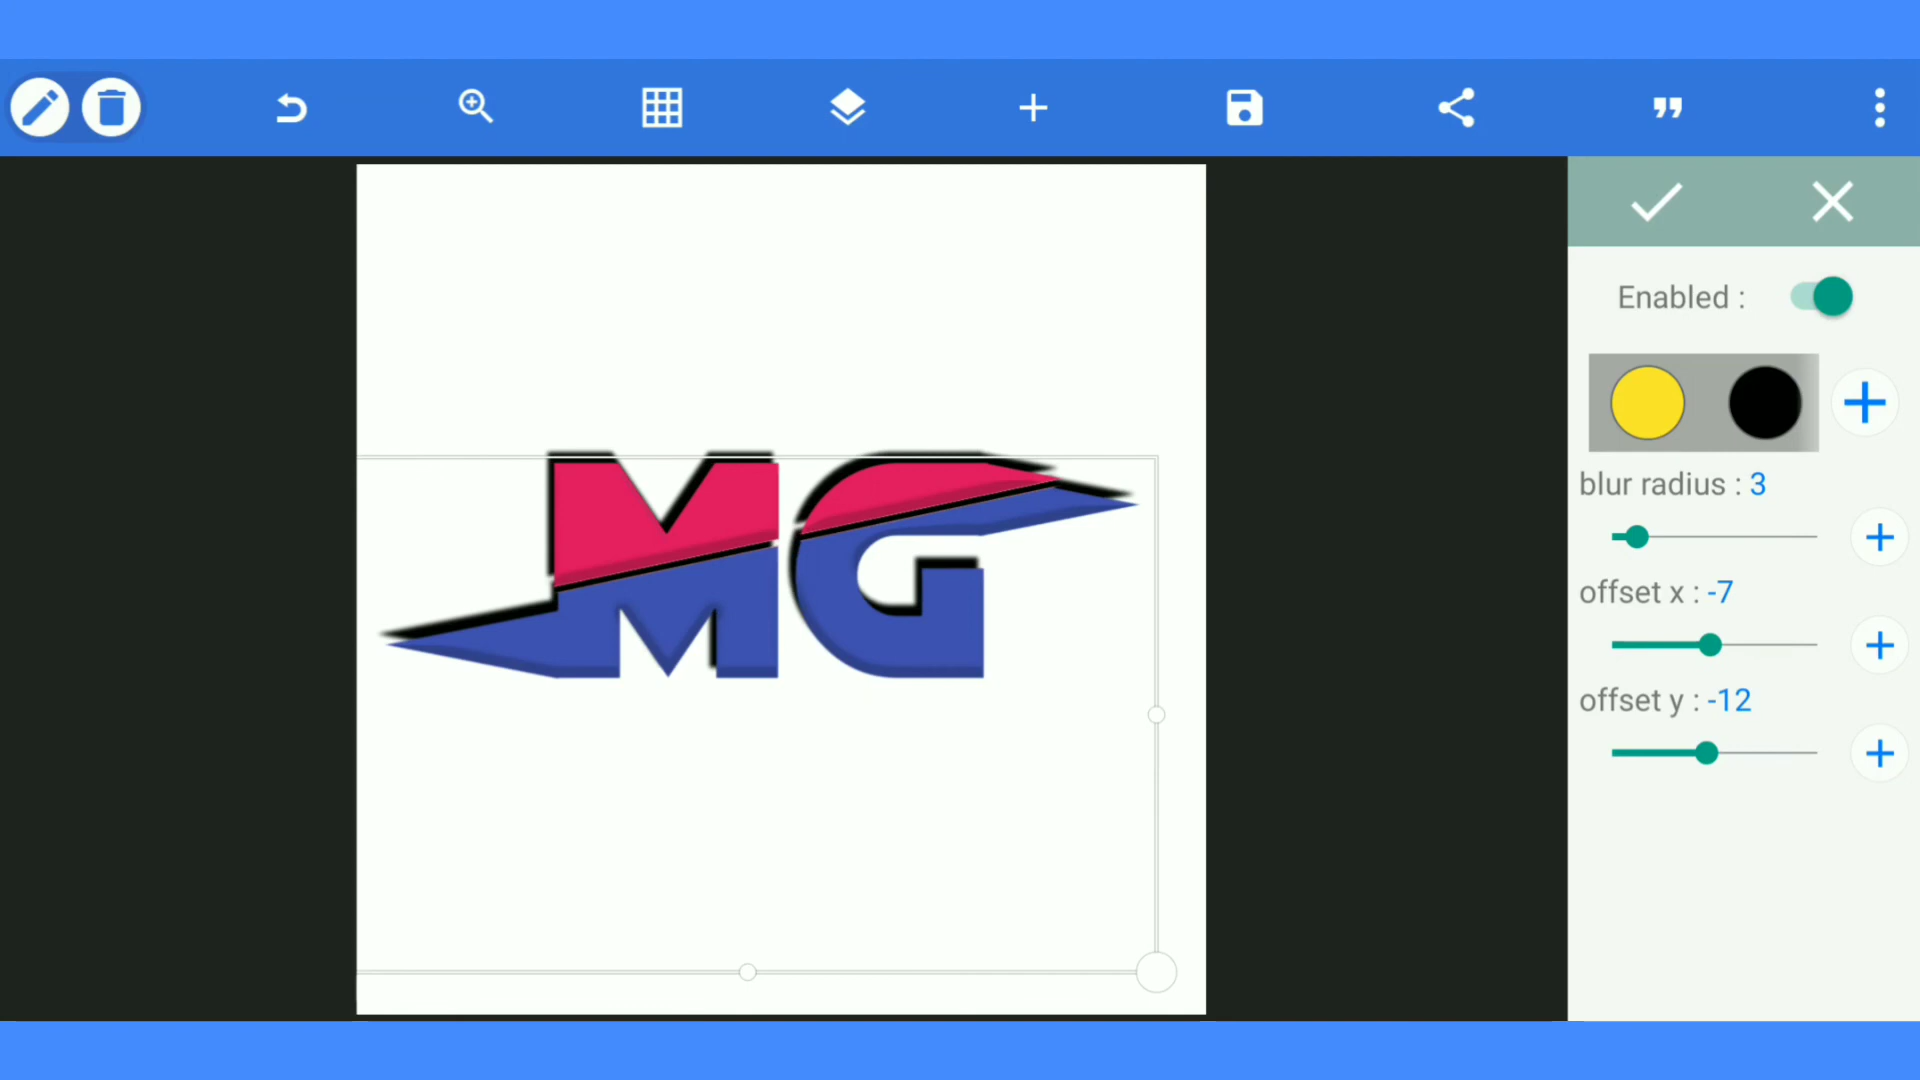 Enabled :
MG
blur radius : 3
offset x : -7
offset y : -12